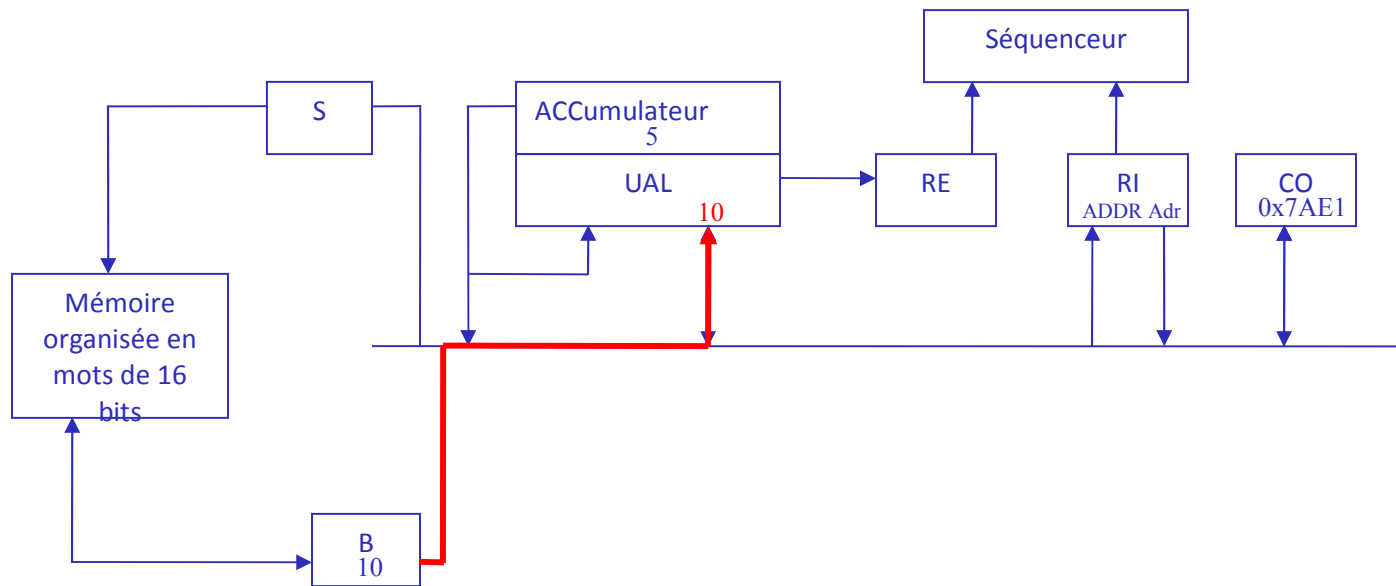 Séquenceur
S
ACCumulateur
5
UAL
10
RE
RI
ADDR Adr
CO
0x7AE1
Mémoire
organisée en
mots de 16
bits
B
10